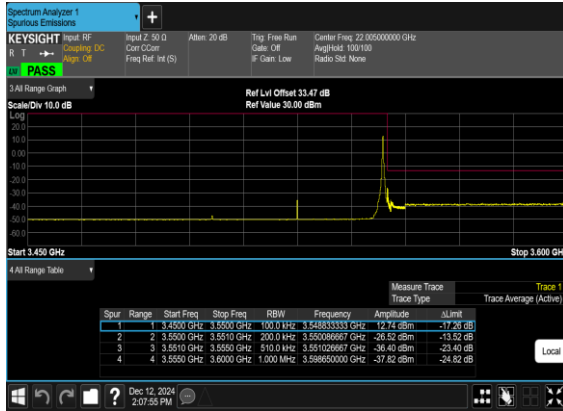 Spectrum Analyzer 1
Spurious Emissions
+
KEYSIGHT Input: RF Input Z: 50 Ω Atten: 20 dB Trig: Free Run Center Freq: 22.005000000 GHz
R T Coupling: DC Corr CCorr Gate: Off Avg|Hold: 100/100
Align: Off Freq Ref: Int (S) IF Gain: Low Radio Std: None
PASS
3 All Range Graph
Ref Lvl Offset 33.47 dB
Scale/Div 10.0 dB Ref Value 30.00 dBm
Log
20.0
10.0
0.00
-10.0
-20.0
-30.0
-40.0
-50.0
-60.0
Start 3.450 GHz Stop 3.600 GH
4 All Range Table
Measure Trace Trace 1
Trace Type Trace Average (Active)
Spur Range Start Freq Stop Freq RBW Frequency Amplitude ΔLimit
1 1 3.4500 GHz 3.5500 GHz 100.0 kHz 3.548833333 GHz 12.74 dBm -17.26 dB
2 2 3.5500 GHz 3.5510 GHz 200.0 kHz 3.550086667 GHz -26.52 dBm -13.52 dB
3 3 3.5510 GHz 3.5550 GHz 510.0 kHz 3.551026667 GHz -36.40 dBm -23.40 dB
4 4 3.5550 GHz 3.6000 GHz 1.000 MHz 3.598650000 GHz -37.82 dBm -24.82 dB
Local
? Dec 12, 2024
2:07:55 PM